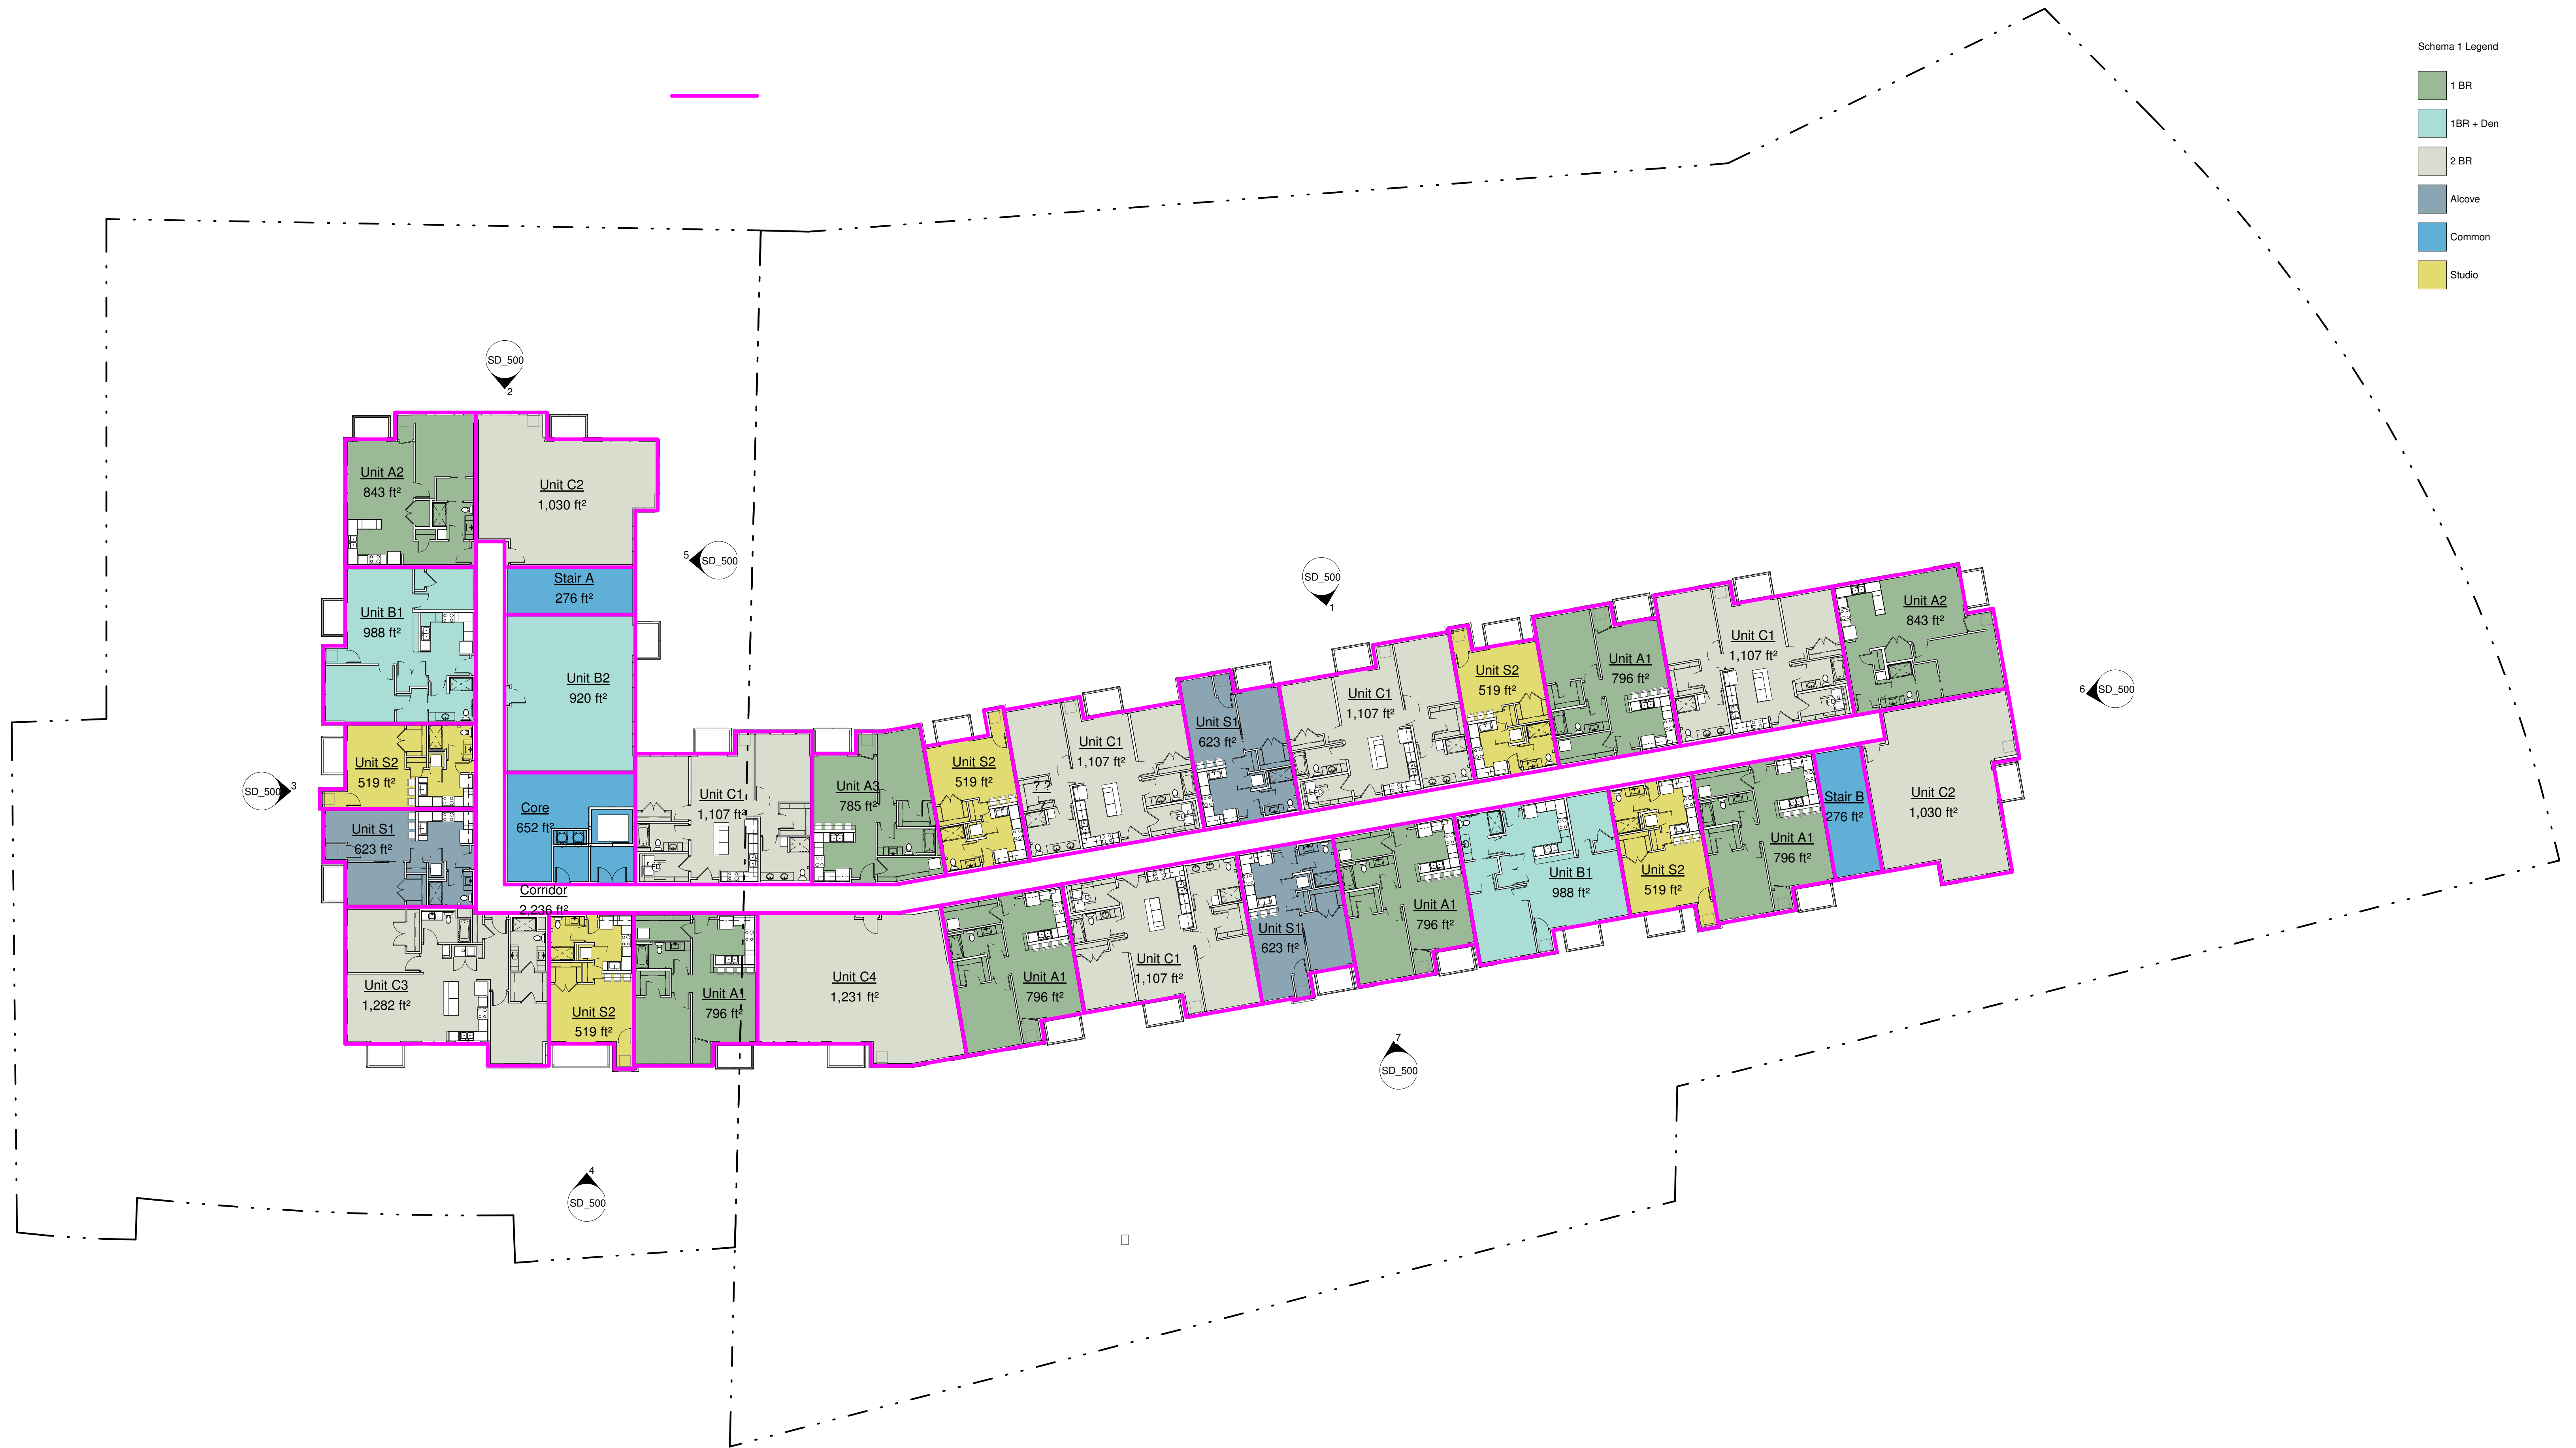 Schema 1 Legend
1 BR
1BR + Den
2 BR
Alcove
Common
Studio
SD_500
2
Unit A2
843 ft²
Unit C2
1,030 ft²
5
SD_500
Stair A
276 ft²
Unit B1
988 ft²
Unit B2
920 ft²
Unit S2
519 ft²
SD_500
3
Unit S1
623 ft²
Core
652 ft²
Unit C1
1,107 ft²
Unit A3
785 ft²
Unit S2
519 ft²
Unit C1
1,107 ft²
? ?
?
Unit S1
623 ft²
SD_500
1
Unit C1
1,107 ft²
Unit S2
519 ft²
Unit A1
796 ft²
Unit C1
1,107 ft²
Unit A2
843 ft²
6
SD_500
Corridor
2,236 ft²
Unit C3
1,282 ft²
Unit S2
519 ft²
Unit A1
796 ft²
Unit C4
1,231 ft²
Unit A1
796 ft²
Unit C1
1,107 ft²
Unit S1
623 ft²
Unit A1
796 ft²
Unit B1
988 ft²
Unit S2
519 ft²
Unit A1
796 ft²
Stair B
276 ft²
Unit C2
1,030 ft²
7
SD_500
4
SD_500